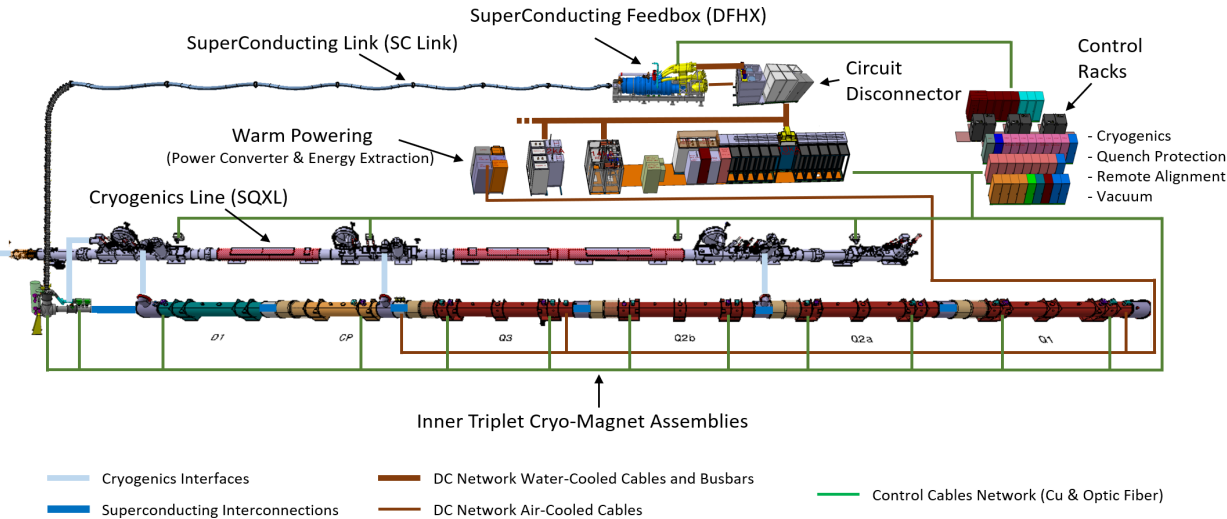 SuperConducting Feedbox (DFHX)
SuperConducting Link (SC Link)
Control
Racks
Circuit
Disconnector
Warm Powering
(Power Converter & Energy Extraction)
- Cryogenics
- Quench Protection
- Remote Alignment
- Vacuum
Cryogenics Line (SQXL)
D1
CP
Q3
Q2b
Q2a
Q1
Inner Triplet Cryo-Magnet Assemblies
Cryogenics Interfaces
DC Network Water-Cooled Cables and Busbars
Control Cables Network (Cu & Optic Fiber)
Superconducting Interconnections
DC Network Air-Cooled Cables